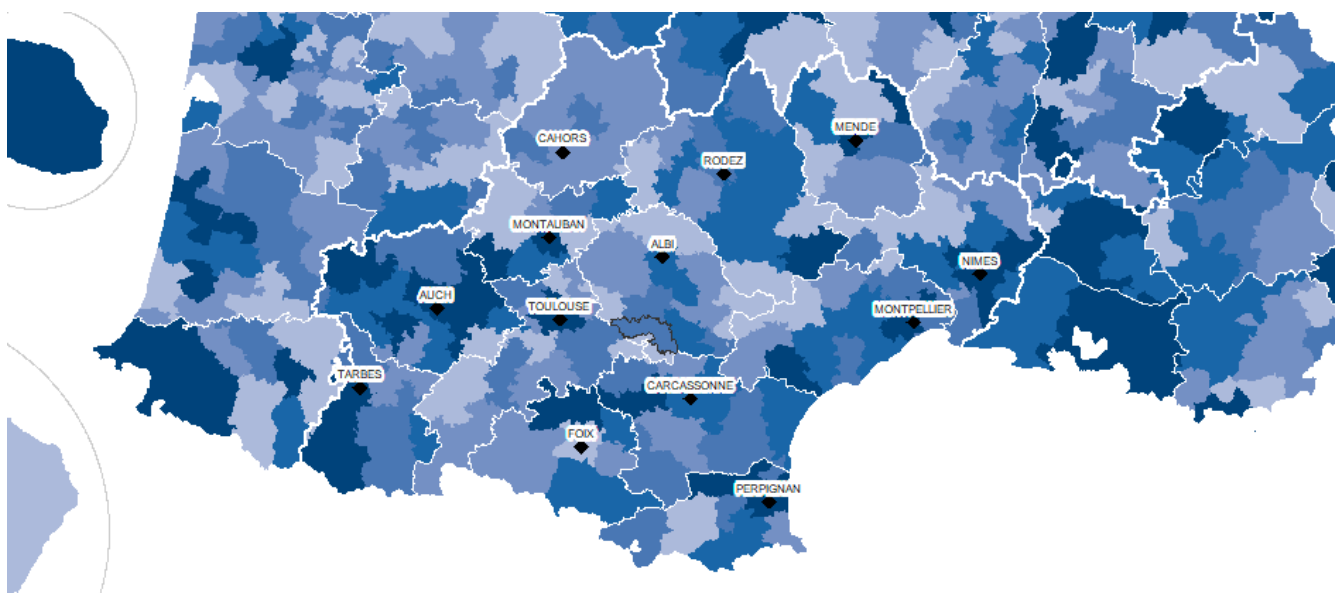 MENDE
CAHORS
RODEZ
MONTAUBAN
ALBI
NIMES
AUCH
TOULOUSE
MONTPELLIER
TARBES
CARCASSONNE
FOIX
PERPIGNAN